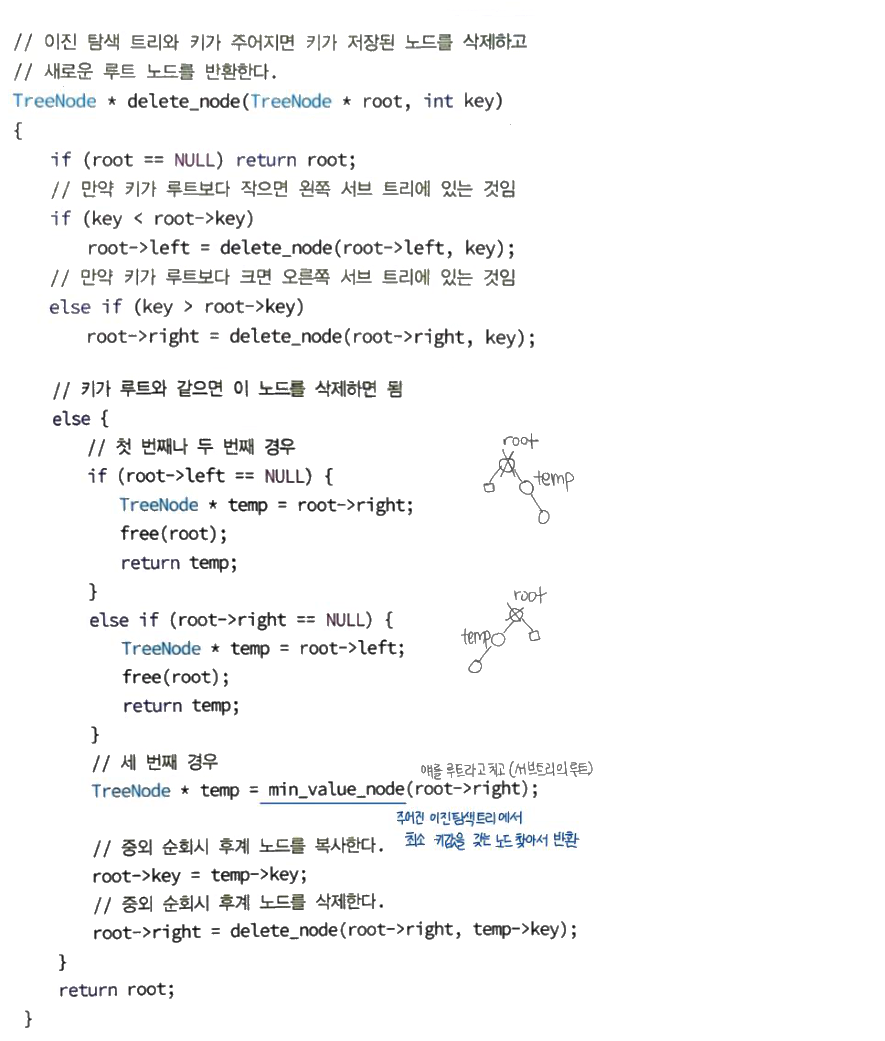 // 이진 탐색 트리와 키가 주어지면 키가 저장된 노드를 삭제하고
// 새로운 루트 노드를 반환한다.
TreeNode * delete_node(TreeNode * root, int key)
{
if (root == NULL) return root;
// 만약 키가 루트보다 작으면 왼쪽 서브 트리에 있는 것임
if (key < root->key)
root->left = delete_node(root->left, key);
// 만약 키가 루트보다 크면 오른쪽 서브 트리에 있는 것임
else if (key > root->key)
root->right = delete_node(root->right, key);
// 키가 루트와 같으면 이 노드를 삭제하면 됨
else {
// 첫 번째나 두 번째 경우
root
if (root->left == NULL) {
temp
TreeNode * temp = root->right;
free(root);
return temp;
}
root
else if (root->right == NULL) {
temp
TreeNode * temp = root->left;
free(root);
return temp;
}
// 세 번째 경우
얘를 루트라고 치고 (서브트리의 루트)
TreeNode * temp = min_value_node(root->right);
주어진 이진탐색트리에서
최소 키값을 갖는 노드 찾아서 반환
// 중외 순회시 후계 노드를 복사한다.
root->key = temp->key;
// 중외 순회시 후계 노드를 삭제한다.
root->right = delete_node(root->right, temp->key);
}
return root;
}